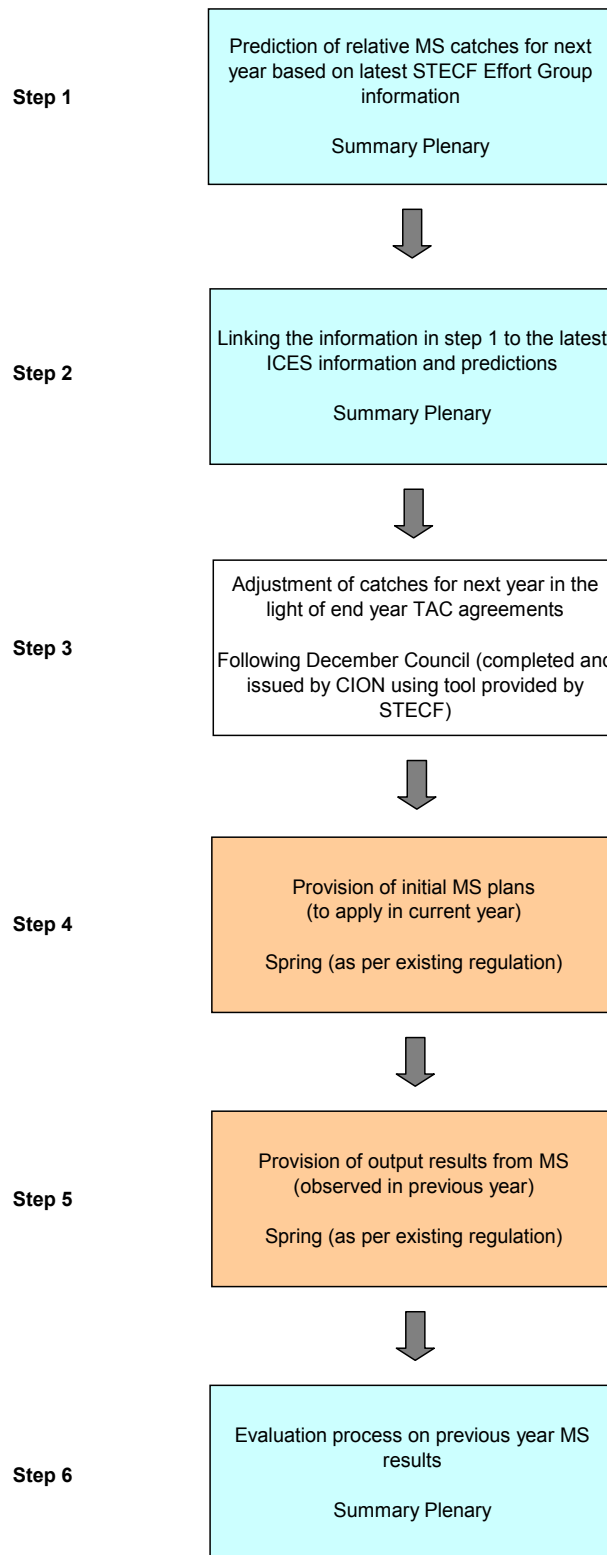 Step 1
Prediction of relative MS catches for next
year based on latest STECF Effort Group
information
Summary Plenary
Step 2
Linking the information in step 1 to the latest
ICES information and predictions
Summary Plenary
Step 3
Adjustment of catches for next year in the
light of end year TAC agreements
Following December Council (completed and
issued by CION using tool provided by
STECF)
Step 4
Provision of initial MS plans
(to apply in current year)
Spring (as per existing regulation)
Step 5
Provision of output results from MS
(observed in previous year)
Spring (as per existing regulation)
Step 6
Evaluation process on previous year MS
results
Summary Plenary